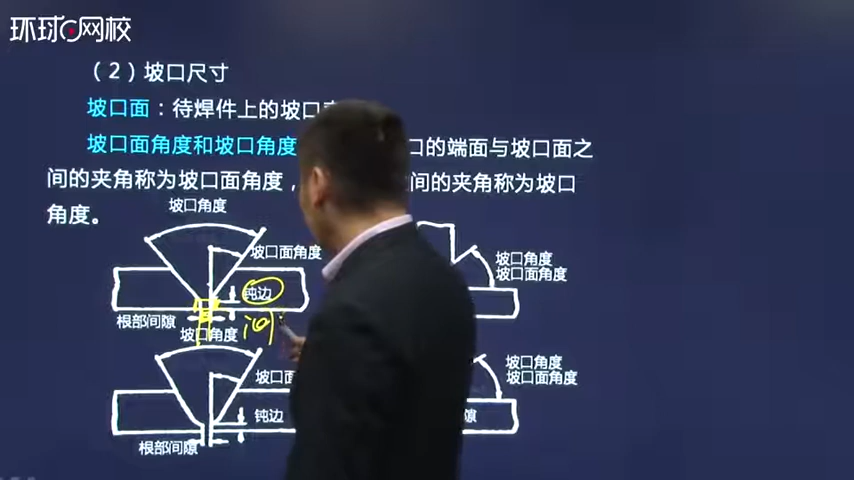 环球网校
（2）坡口尺寸
坡口面：待焊件上的坡口
坡口面角度和坡口角度 口的端面与坡口面之
间的夹角称为坡口面角度， 间的夹角称为坡口
角度。
坡口角度
坡口面角度
钝边
根部间隙
坡口角度
坡口面角度
坡口角度
坡口面
钝边
根部间隙
坡口角度
坡口面角度
隙